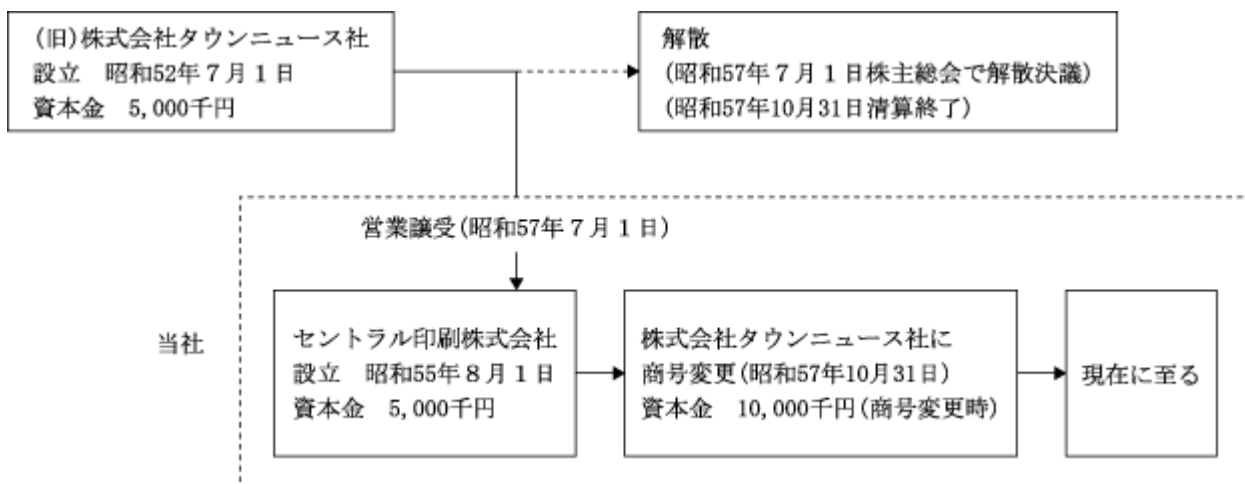 (旧)株式会社タウンニュース社
設立　昭和52年７月１日
資本金　5,000千円
解散
(昭和57年７月１日株主総会で解散決議)
(昭和57年10月31日清算終了)
営業譲受(昭和57年７月１日)
当社
セントラル印刷株式会社
設立　昭和55年８月１日
資本金　5,000千円
株式会社タウンニュース社に
商号変更(昭和57年10月31日)
資本金　10,000千円(商号変更時)
現在に至る